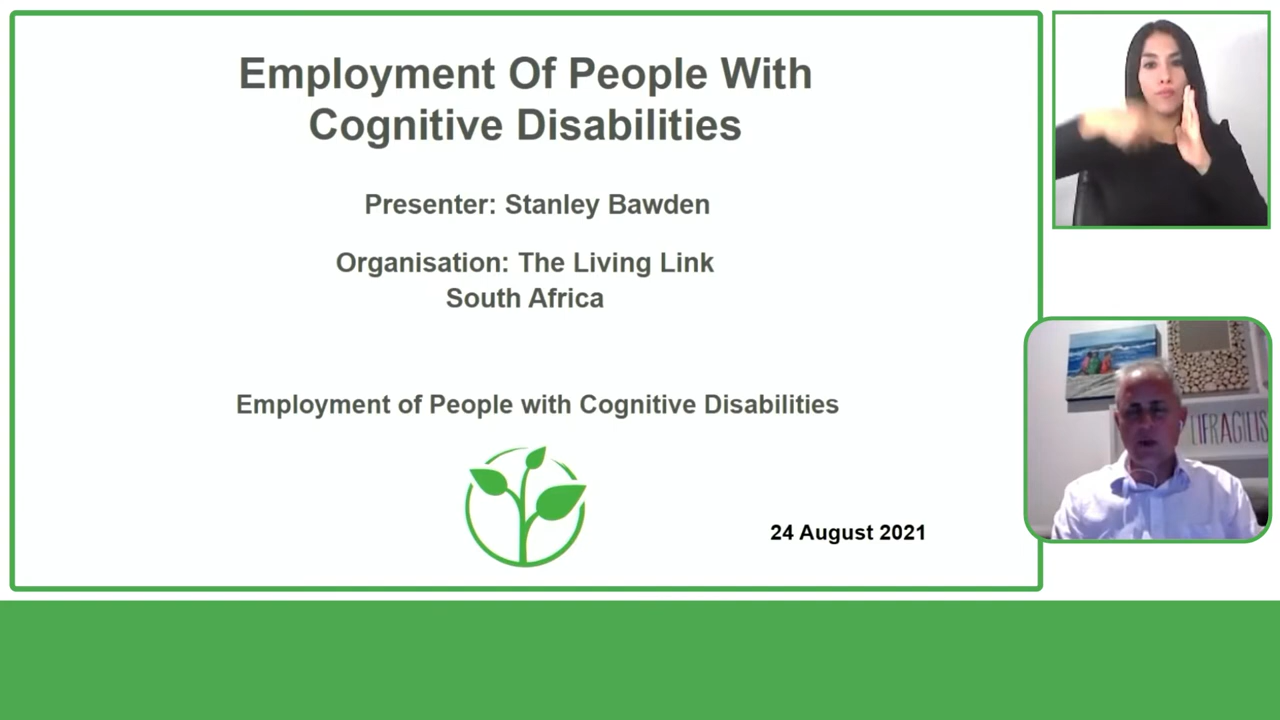 Employment Of People With
Cognitive Disabilities
Presenter: Stanley Bawden
Organisation: The Living Link
South Africa
Employment of People with Cognitive Disabilities
24 August 2021